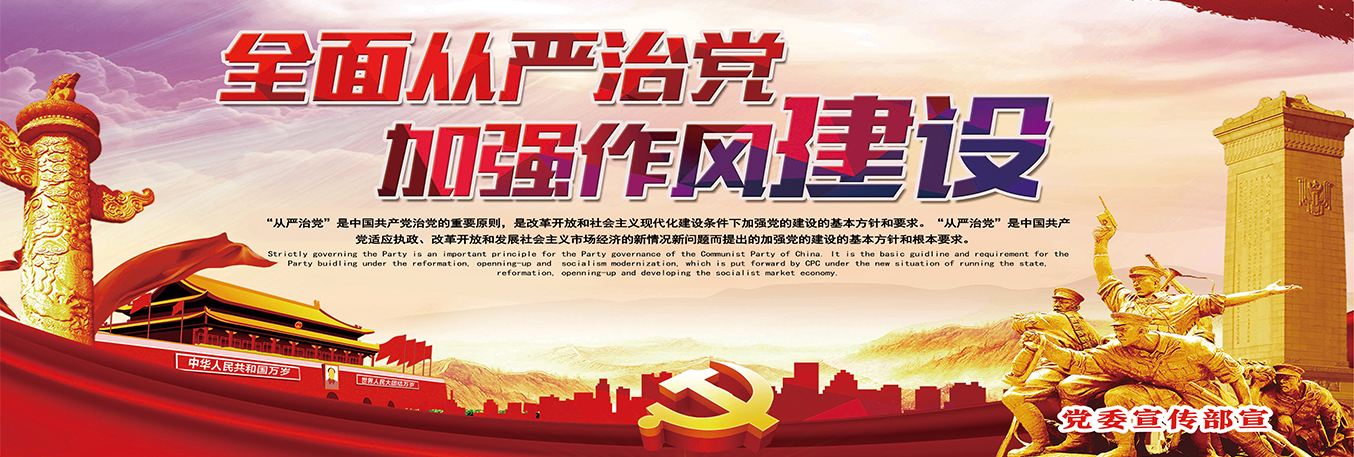 全面从严治党
加强作风建设
“从严治党”是中国共产党治党的重要原则，是改革开放和社会主义现代化建设条件下加强党的建设的基本方针和要求。“从严治党”是中国共产
党适应执政、改革开放和发展社会主义市场经济的新情况新问题而提出的加强党的建设的基本方针和根本要求。
Strictly governing the Party is an important principle for the Party governance of the Communist Party of China. It is the basic guidline and requirement for the
Party buidling under the reformation, openning-up and socialism modernization, which is put forward by CPC under the new situation of running the state,
reformation, openning-up and developing the socialist market economy.
中华人民共和国万岁
世界人民大团结万岁
党委宣传部宣